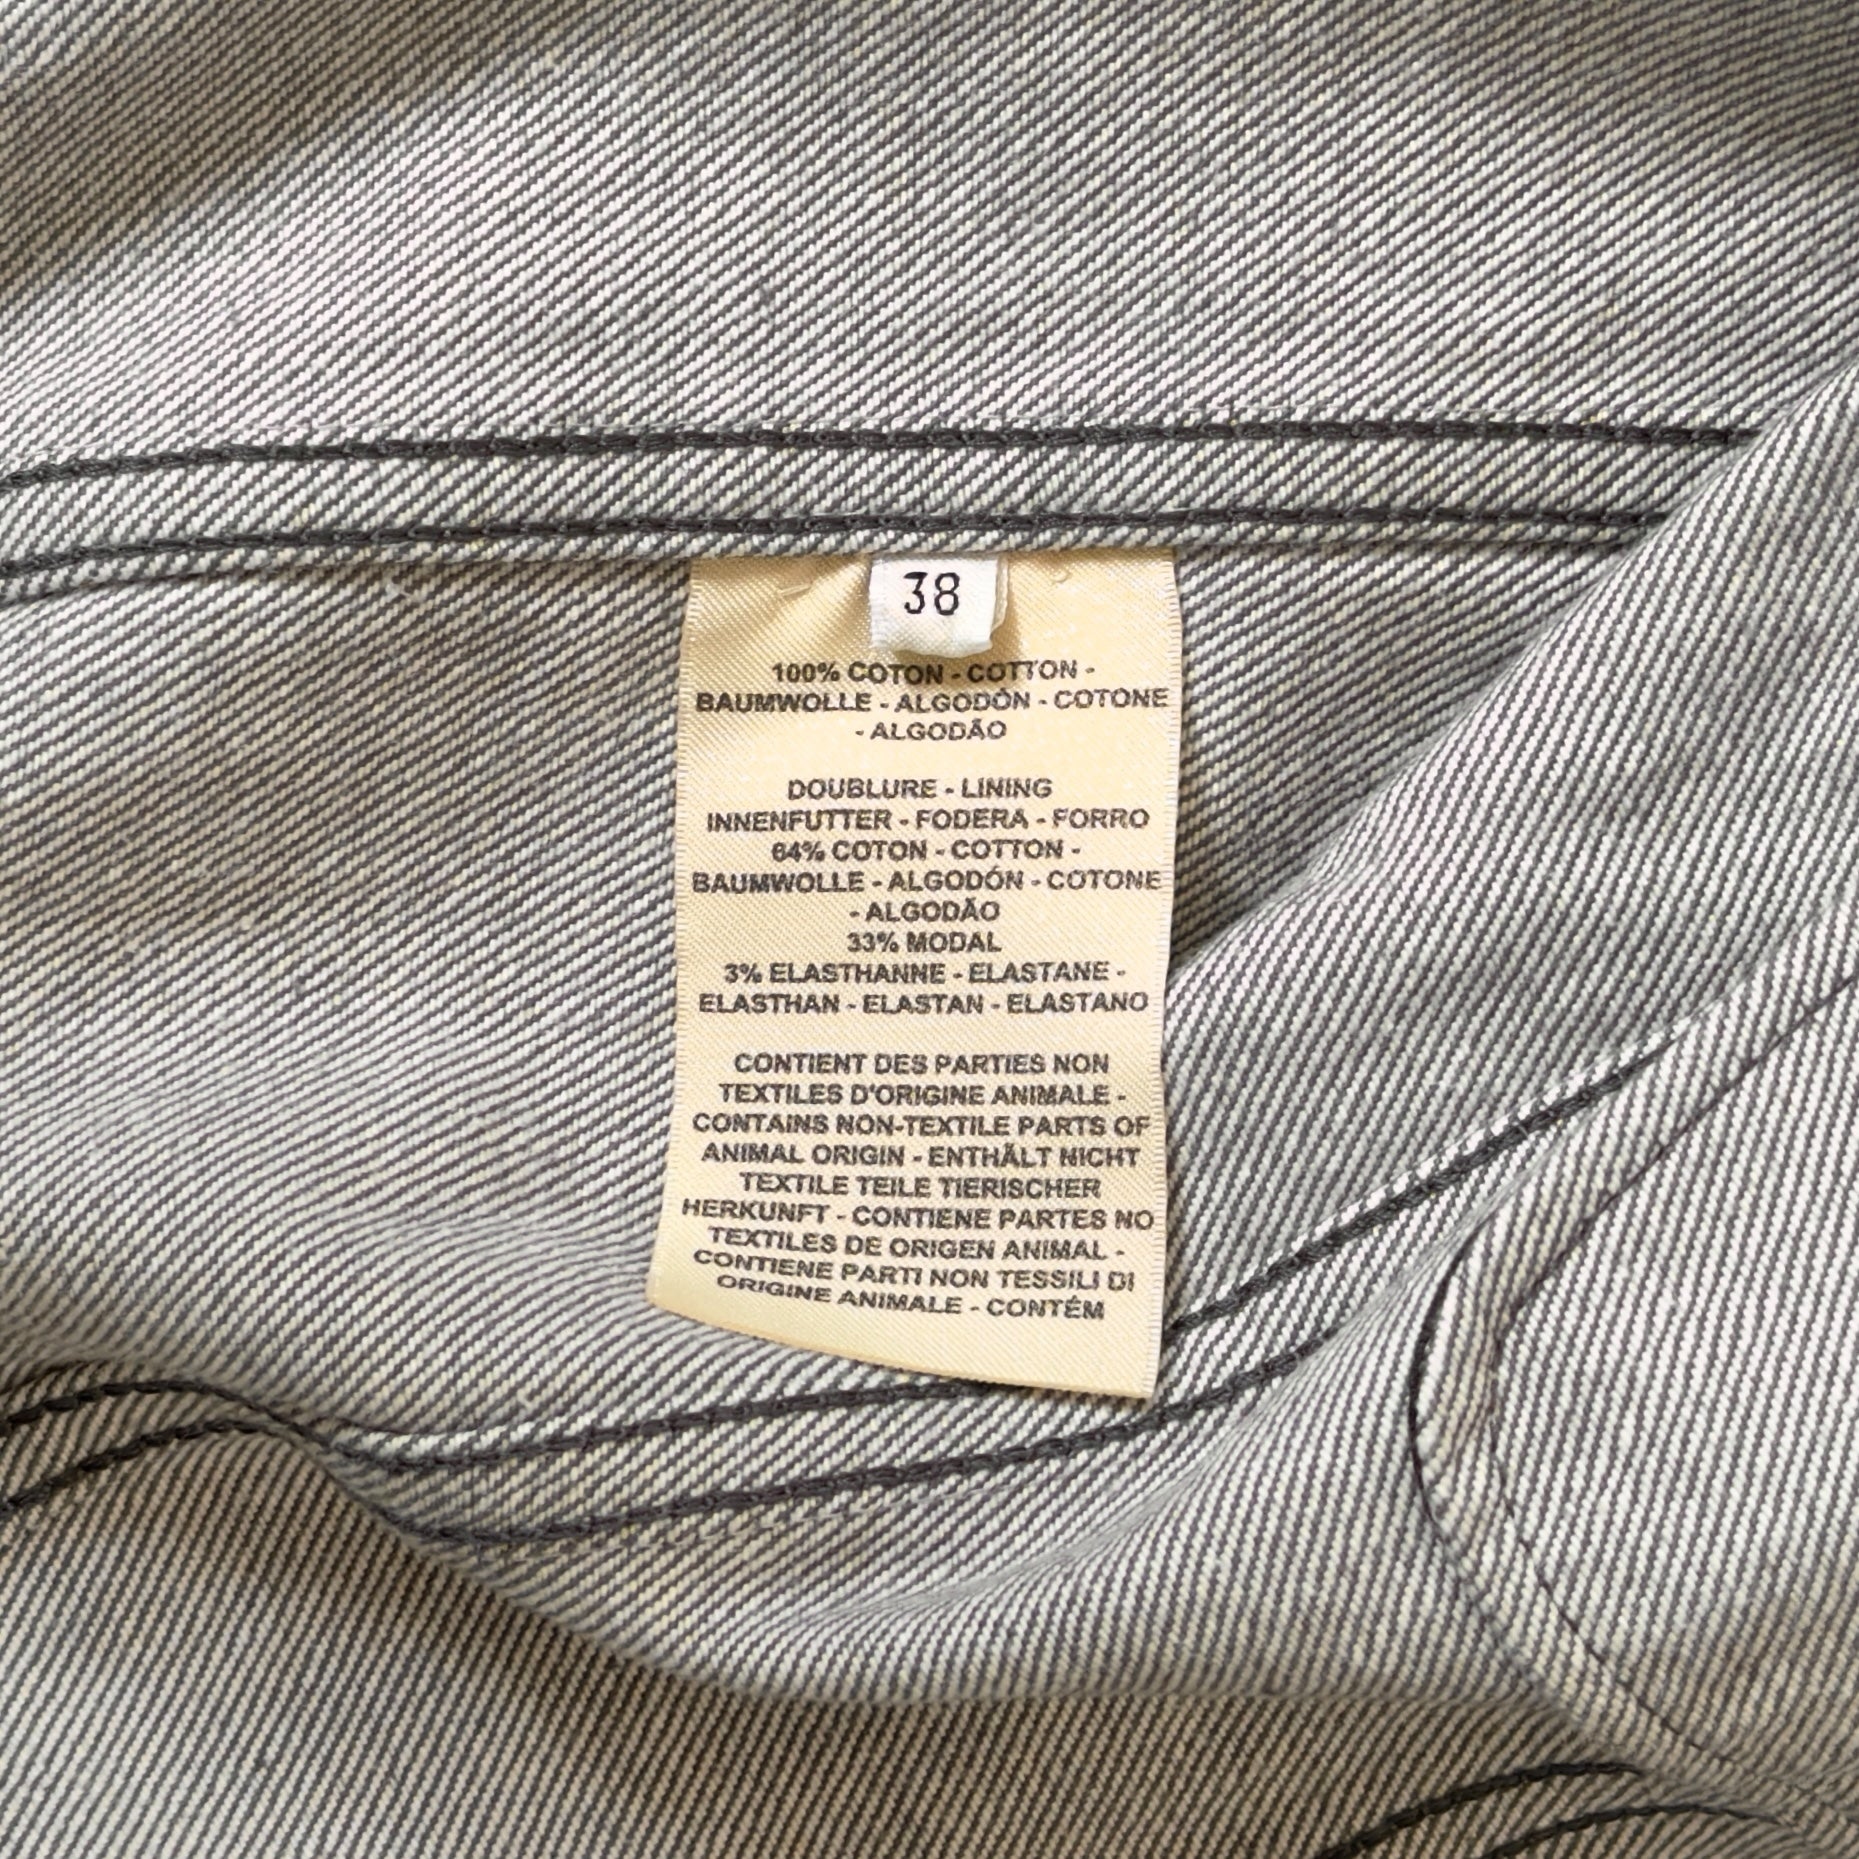 38
100% COTON - COTTON -
BAUMWOLLE - ALGODÓN - COTONE
- ALGODÃO
DOUBLURE - LINING
INNENFUTTER - FODERA - FORRO
64% COTON - COTTON -
BAUMWOLLE - ALGODÓN - COTONE
- ALGODÃO
33% MODAL
3% ELASTHANNE - ELASTANE -
ELASTHAN - ELASTAN - ELASTANO
CONTIENT DES PARTIES NON
TEXTILES D'ORIGINE ANIMALE -
CONTAINS NON-TEXTILE PARTS OF
ANIMAL ORIGIN - ENTHÄLT NICHT
TEXTILE TEILE TIERISCHER
HERKUNFT - CONTIENE PARTES NO
TEXTILES DE ORIGEN ANIMAL -
CONTIENE PARTI NON TESSILI DI
ORIGINE ANIMALE - CONTÉM